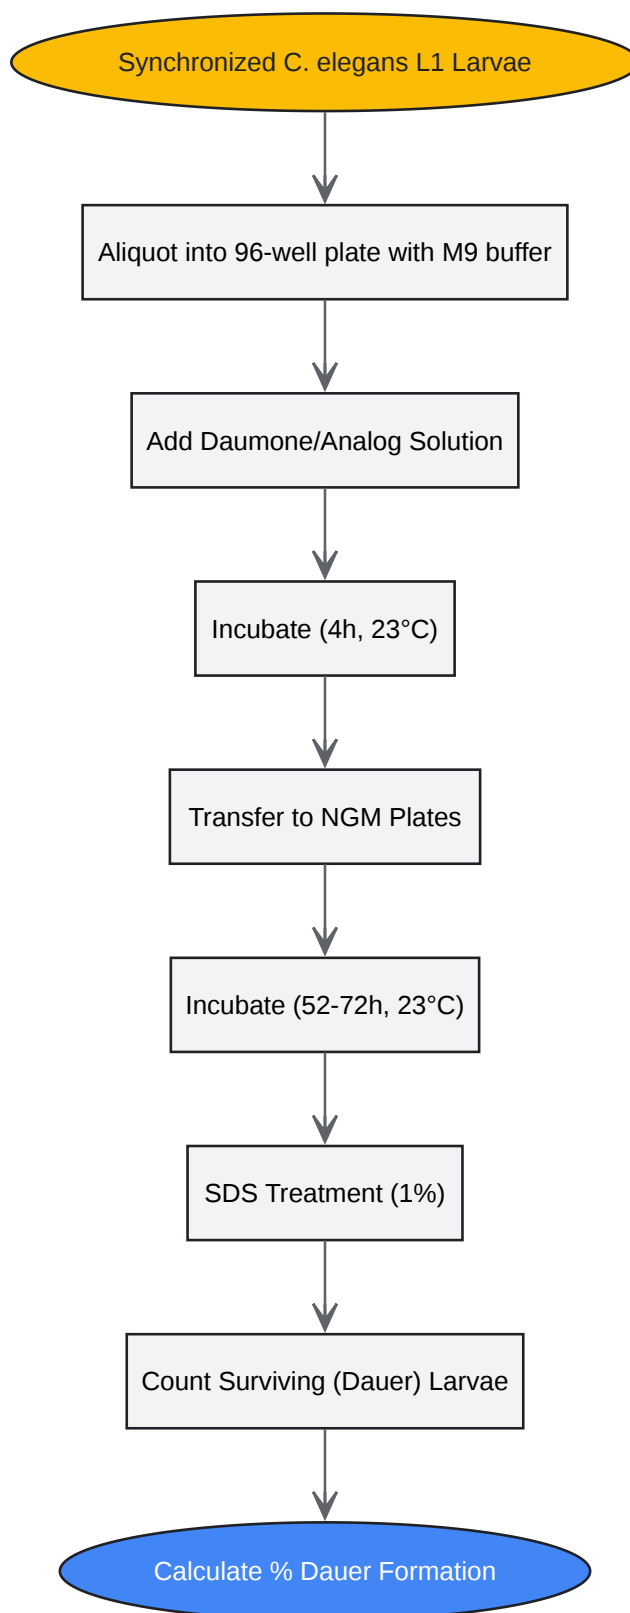 Synchronized C. elegans L1 Larvae
Aliquot into 96-well plate with M9 buffer
Add Daumone/Analog Solution
Incubate (4h, 23°C)
Transfer to NGM Plates
Incubate (52-72h, 23°C)
SDS Treatment (1%)
Count Surviving (Dauer) Larvae
Calculate % Dauer Formation